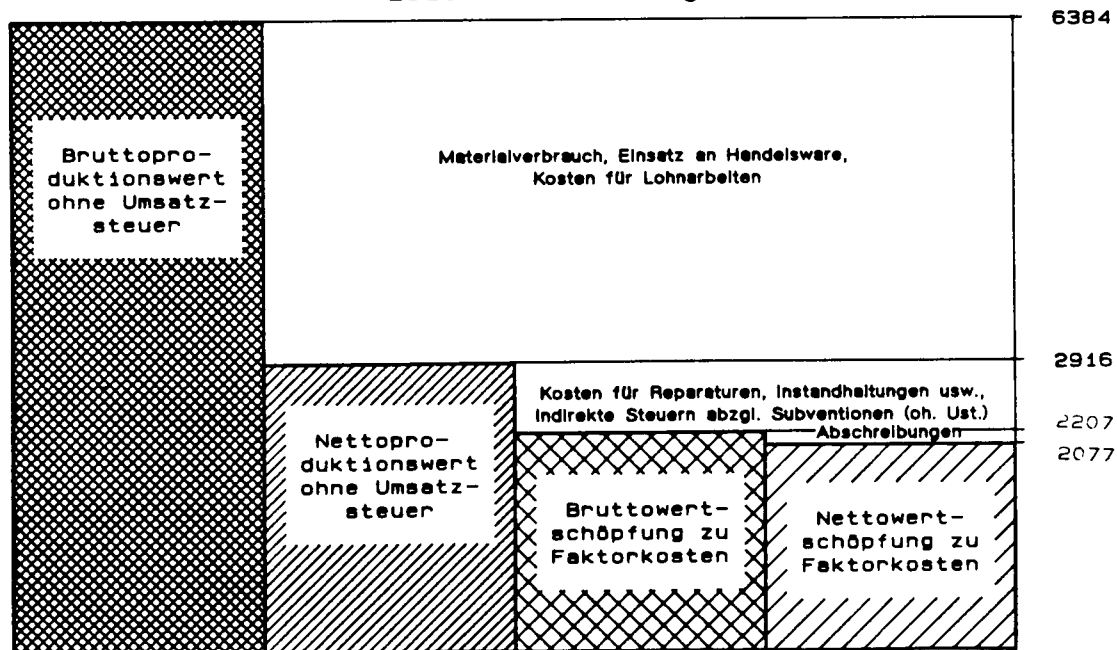 6384
Bruttopro-
duktionswert
ohne Umsatz-
steuer
Materialverbrauch, Einsatz an Handelsware,
Kosten für Lohnarbeiten
2916
Kosten für Reparaturen, Instandhaltungen usw.,
Indirekte Steuern abzgl. Subventionen (oh. Ust.)
2207
Abschreibungen
2077
Nettopro-
duktionswert
ohne Umsatz-
steuer
Bruttowert-
schöpfung zu
Faktorkosten
Nettowert-
schöpfung zu
Faktorkosten